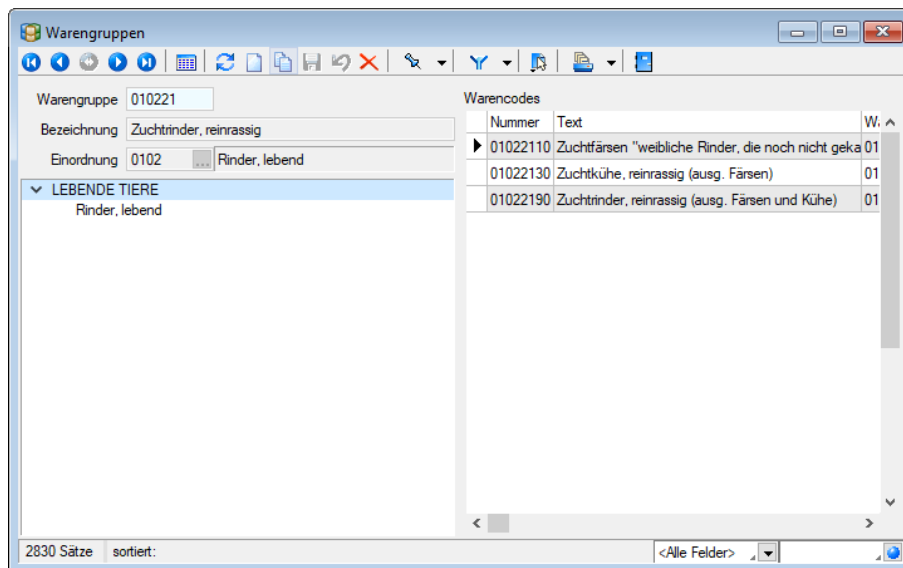 Warengruppen
Warengruppe 010221
Bezeichnung Zuchtrinder, reinrassig
Einordnung 0102 ... Rinder, lebend
LEBENDE TIERE
Rinder, lebend
Warencodes
Nummer Text W.
01022110 Zuchtfärsen "weibliche Rinder, die noch nicht geka 01
01022130 Zuchtkühe, reinrassig (ausg. Färsen) 01
01022190 Zuchtrinder, reinrassig (ausg. Färsen und Kühe) 01
2830 Sätze sortiert: <Alle Felder>